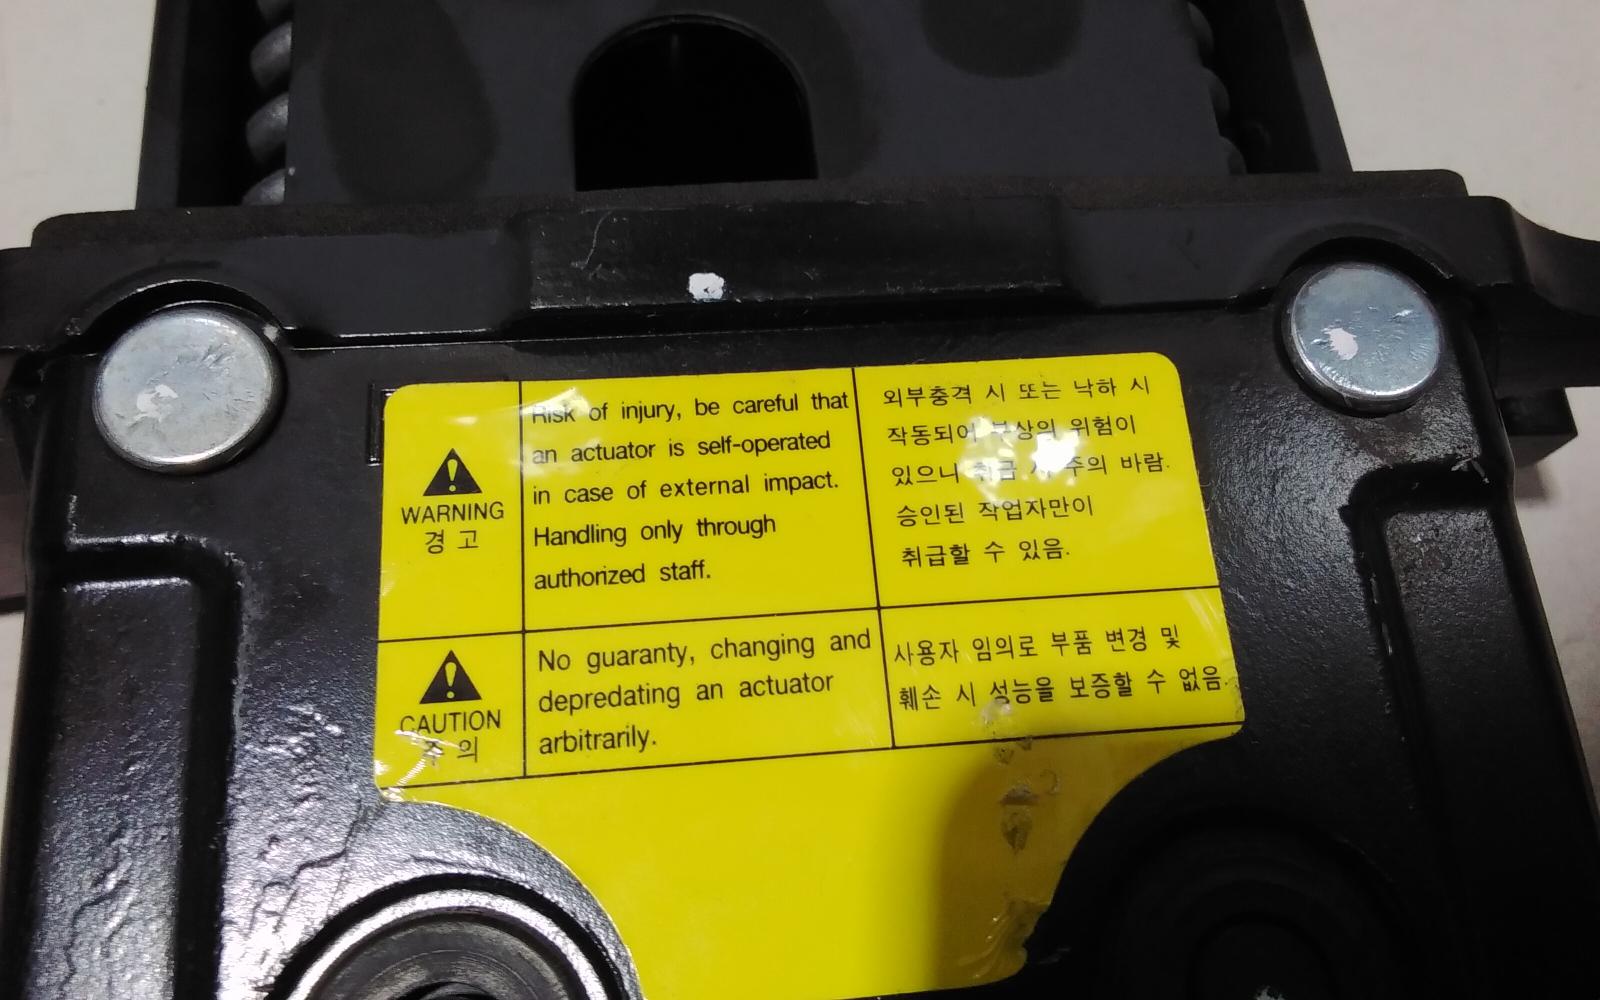 WARNING
경 고
Risk of injury, be careful that
an actuator is self-operated
in case of external impact.
Handling only through
authorized staff.
외부충격 시 또는 낙하 시
작동되어 부상의 위험이
있으니 취급 시 주의 바람.
승인된 작업자만이
취급할 수 있음.
CAUTION
주 의
No guaranty, changing and
depredating an actuator
arbitrarily.
사용자 임의로 부품 변경 및
훼손 시 성능을 보증할 수 없음.